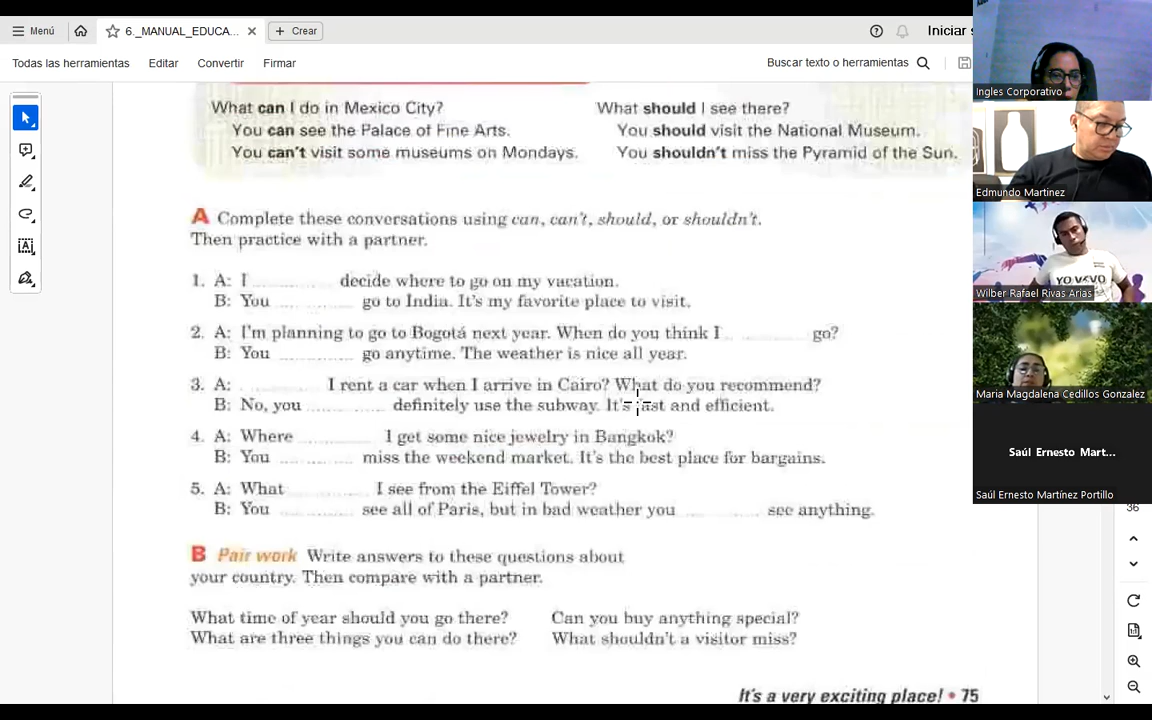 Menú
6._MANUAL_EDUCA...
Crear
Iniciar s
Todas las herramientas
Editar
Convertir
Firmar
Buscar texto o herramientas
What can I do in Mexico City?
You can see the Palace of Fine Arts.
You can't visit some museums on Mondays.
What should I see there?
You should visit the National Museum.
You shouldn't miss the Pyramid of the Sun.
A Complete these conversations using can, can't, should, or shouldn't.
Then practice with a partner.
1. A: I ............ decide where to go on my vacation.
B: You ............ go to India. It's my favorite place to visit.
2. A: I'm planning to go to Bogotá next year. When do you think I ............ go?
B: You ............ go anytime. The weather is nice all year.
3. A: ............ I rent a car when I arrive in Cairo? What do you recommend?
B: No, you ............ definitely use the subway. It's fast and efficient.
4. A: Where ............ I get some nice jewelry in Bangkok?
B: You ............ miss the weekend market. It's the best place for bargains.
5. A: What ............ I see from the Eiffel Tower?
B: You ............ see all of Paris, but in bad weather you ............ see anything.
B Pair work Write answers to these questions about
your country. Then compare with a partner.
What time of year should you go there?
What are three things you can do there?
Can you buy anything special?
What shouldn't a visitor miss?
It's a very exciting place! • 75
Ingles Corporativo
Edmundo Martinez
YO VOY
Wilber Rafael Rivas Arias
Maria Magdalena Cedillos Gonzalez
Saúl Ernesto Mart...
Saúl Ernesto Martínez Portillo
36